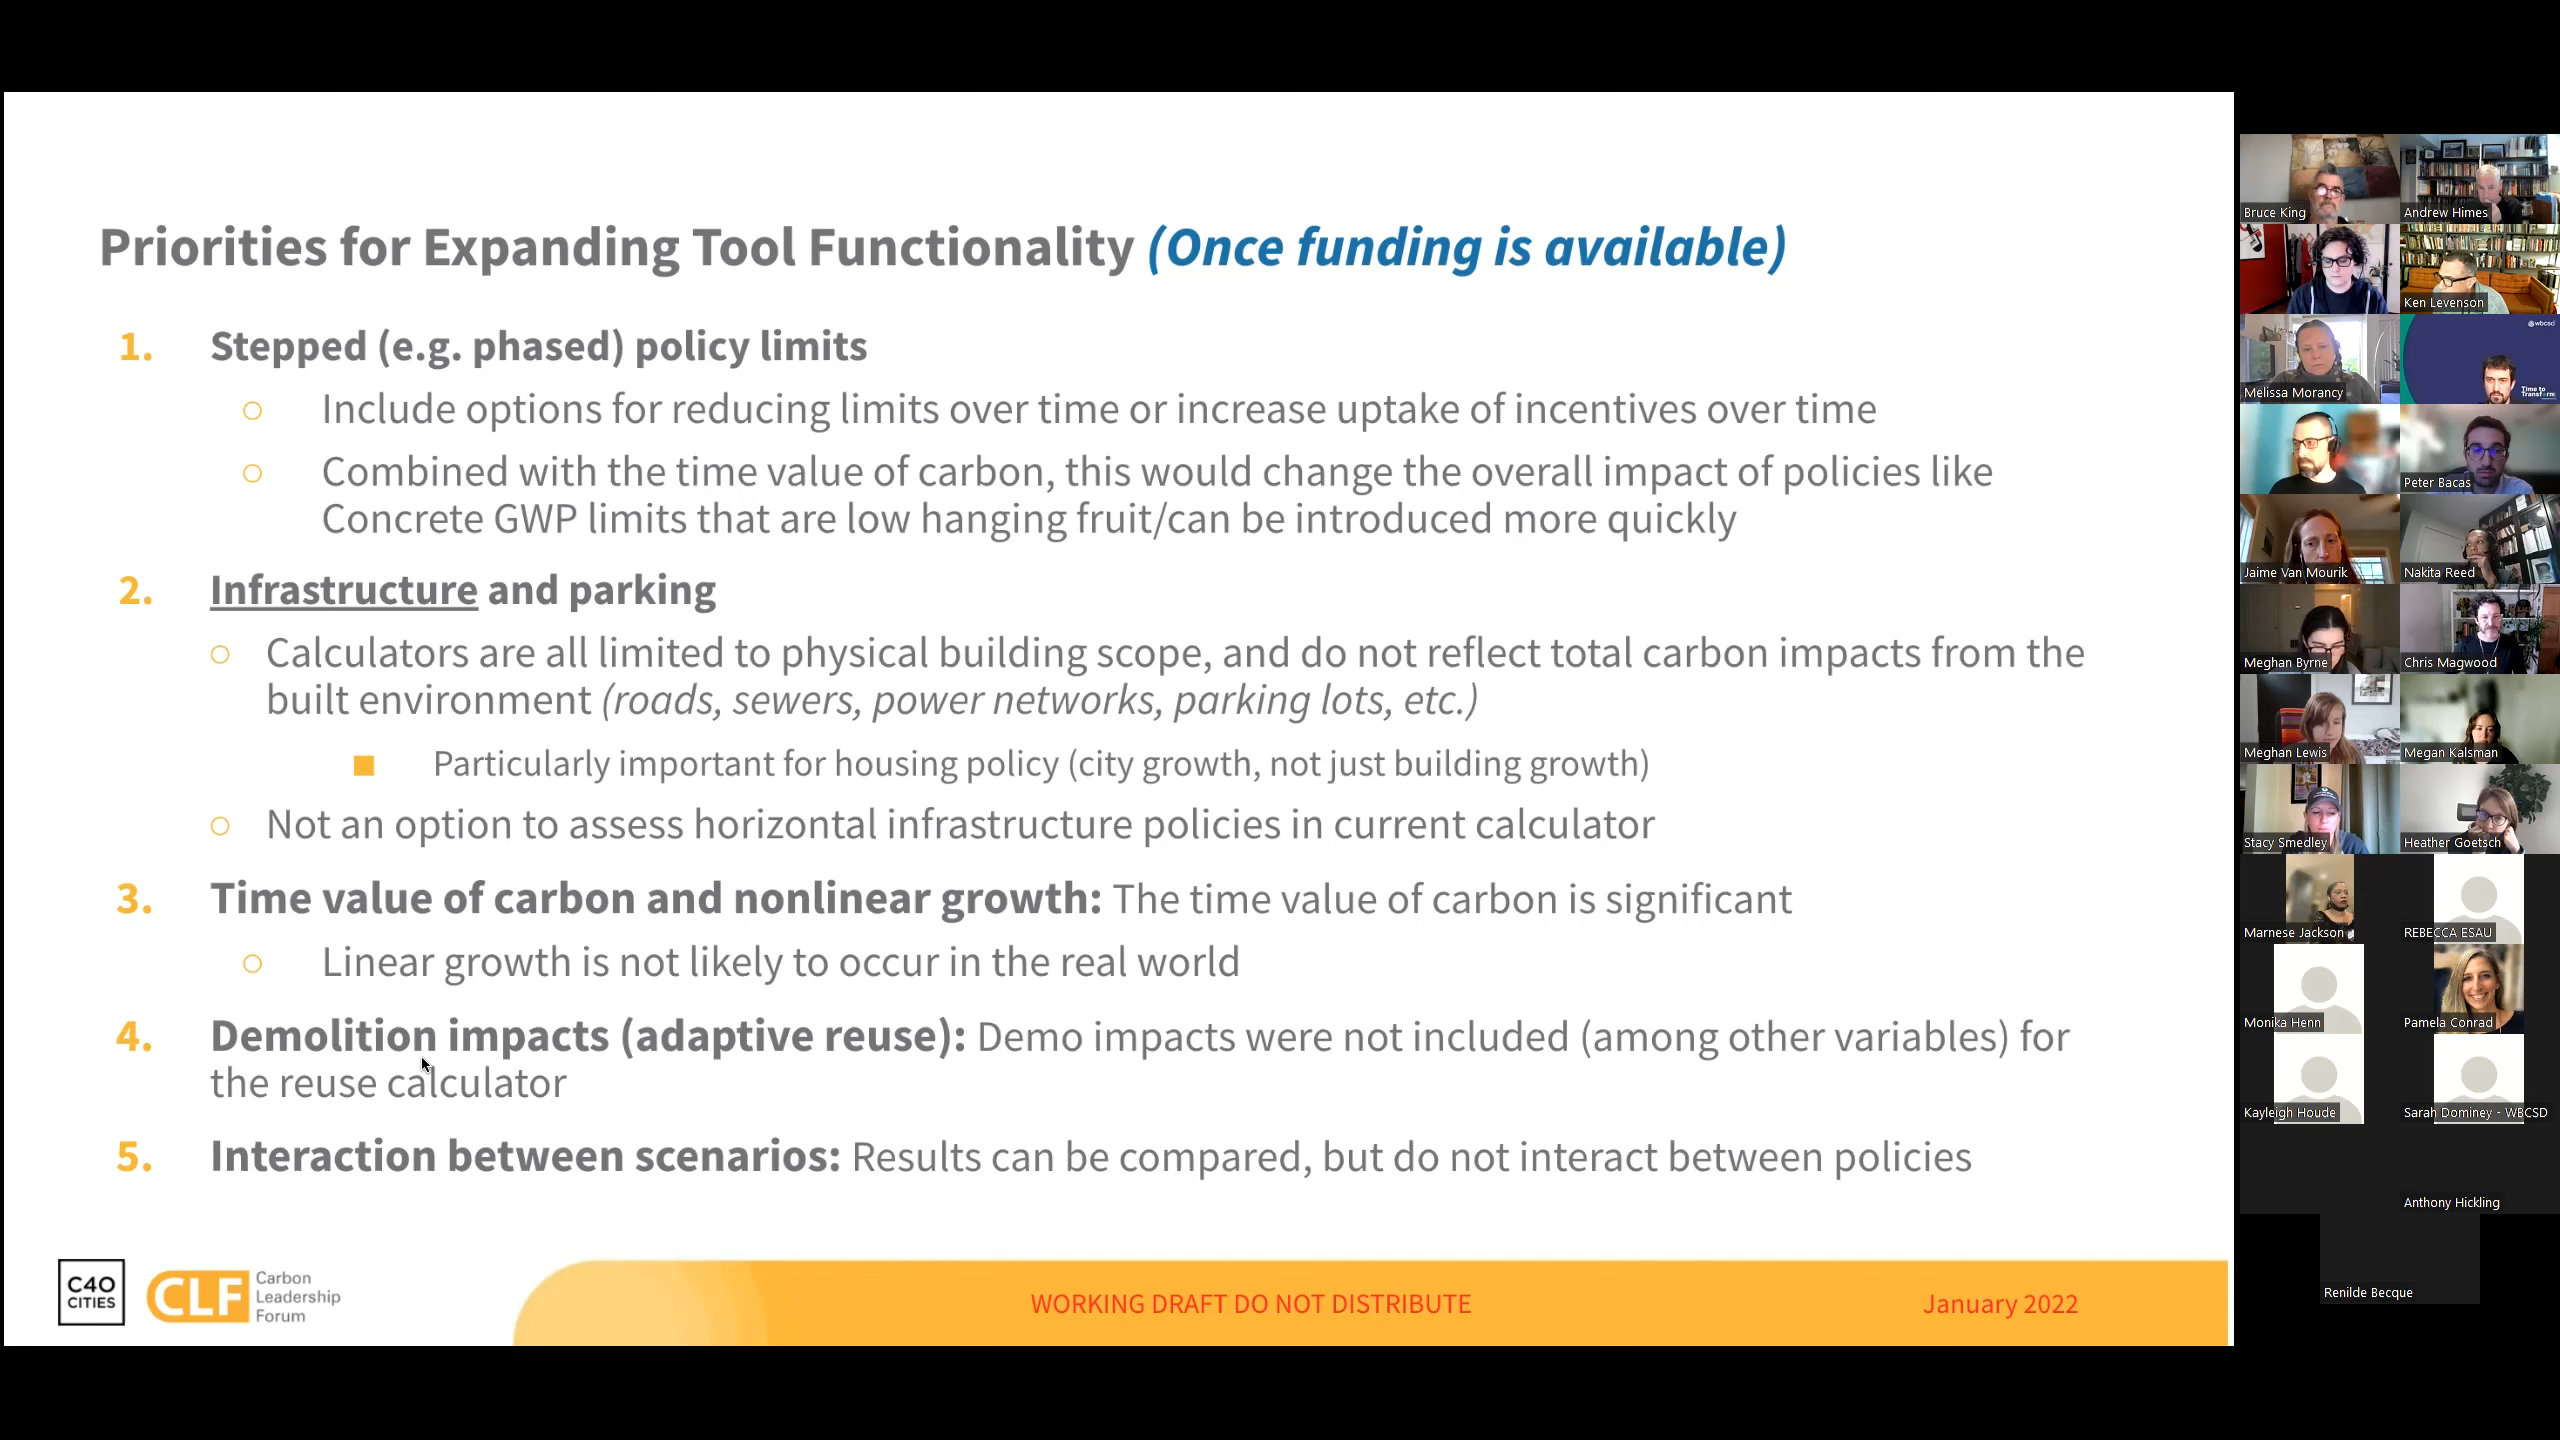 Priorities for Expanding Tool Functionality (Once funding is available)
1. Stepped (e.g. phased) policy limits
○ Include options for reducing limits over time or increase uptake of incentives over time
○ Combined with the time value of carbon, this would change the overall impact of policies like
Concrete GWP limits that are low hanging fruit/can be introduced more quickly
2. Infrastructure and parking
○ Calculators are all limited to physical building scope, and do not reflect total carbon impacts from the
built environment (roads, sewers, power networks, parking lots, etc.)
■ Particularly important for housing policy (city growth, not just building growth)
○ Not an option to assess horizontal infrastructure policies in current calculator
3. Time value of carbon and nonlinear growth: The time value of carbon is significant
○ Linear growth is not likely to occur in the real world
4. Demolition impacts (adaptive reuse): Demo impacts were not included (among other variables) for
the reuse calculator
5. Interaction between scenarios: Results can be compared, but do not interact between policies
C40
CITIES
CLF
Carbon
Leadership
Forum
WORKING DRAFT DO NOT DISTRIBUTE
January 2022
Bruce King
Andrew Himes
Ken Levenson
Melissa Morancy
wbcsd
Time to
Transform
Peter Bacas
Jaime Van Mourik
Nakita Reed
Meghan Byrne
Chris Magwood
Meghan Lewis
Megan Kalsman
Stacy Smedley
Heather Goetsch
Marnese Jackson
REBECCA ESAU
Monika Henn
Pamela Conrad
Kayleigh Houde
Sarah Dominey - WBCSD
Anthony Hickling
Renilde Becque